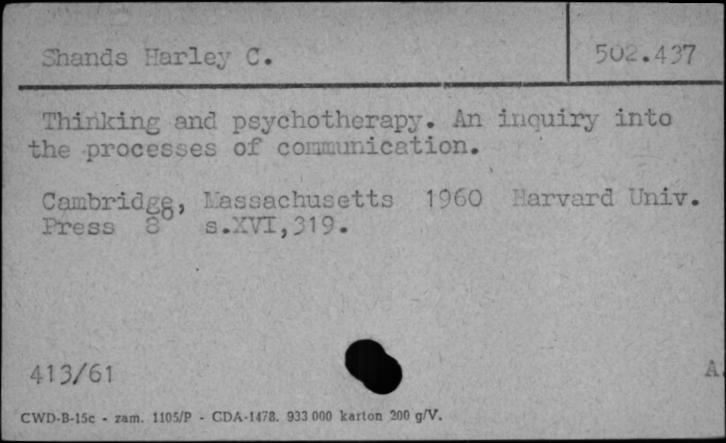 Shands Harley C.
502.437
Thinking and psychotherapy. An inquiry into
the processes of communication.
Cambridge, Massachusetts 1960 Harvard Univ.
Press 8° s.XVI,319.
413/61
A.
CWD-B-15c - zam. 1105/P - CDA-1478. 933 000 karton 200 g/V.